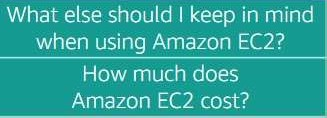 What else should I keep in mind
when using Amazon EC2?
How much does
Amazon EC2 cost?